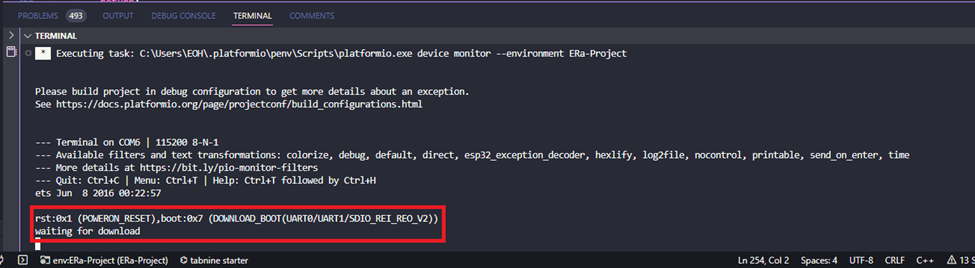 PROBLEMS 493 OUTPUT DEBUG CONSOLE TERMINAL COMMENTS
TERMINAL
* Executing task: C:\Users\EOH\.platformio\penv\Scripts\platformio.exe device monitor --environment ERa-Project
Please build project in debug configuration to get more details about an exception.
See https://docs.platformio.org/page/projectconf/build_configurations.html
--- Terminal on COM6 | 115200 8-N-1
--- Available filters and text transformations: colorize, debug, default, direct, esp32_exception_decoder, hexlify, log2file, nocontrol, printable, send_on_enter, time
--- More details at https://bit.ly/pio-monitor-filters
--- Quit: Ctrl+C | Menu: Ctrl+T | Help: Ctrl+T followed by Ctrl+H
ets Jun  8 2016 00:22:57
rst:0x1 (POWERON_RESET),boot:0x7 (DOWNLOAD_BOOT(UART0/UART1/SDIO_REI_REO_V2))
waiting for download
env:ERa-Project (ERa-Project) tabnine starter Ln 254, Col 2 Spaces: 4 UTF-8 CRLF C++ 13